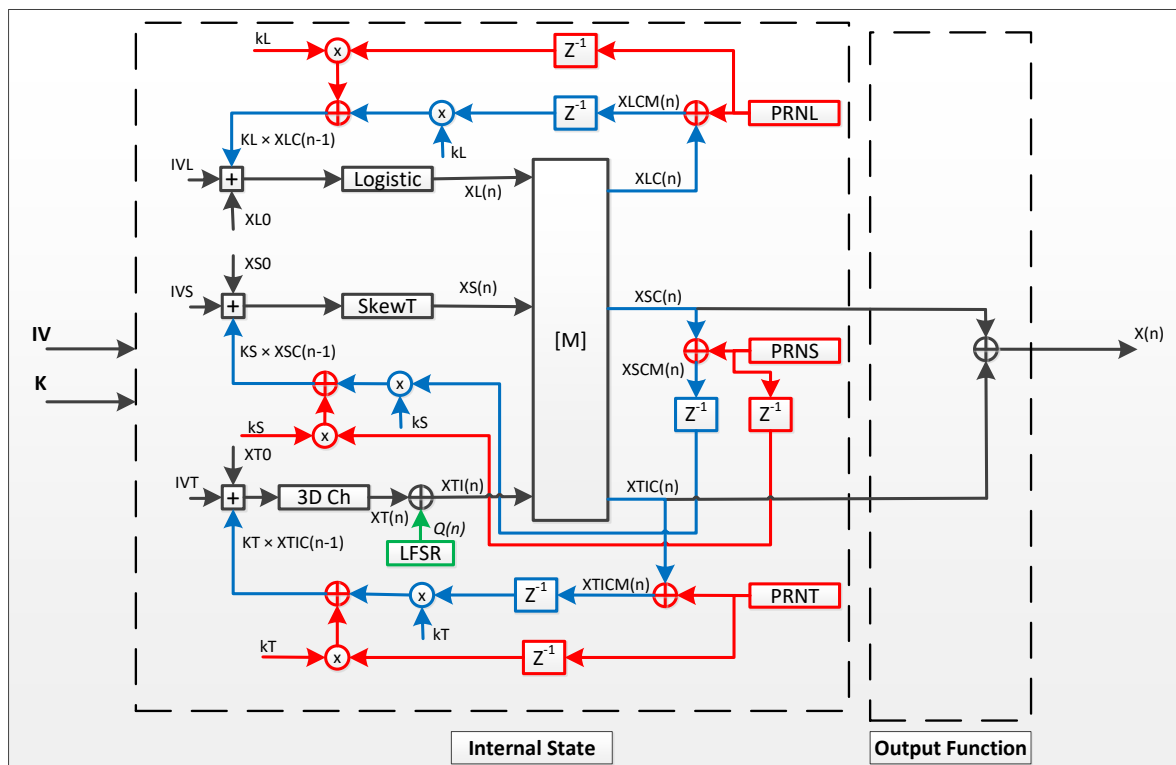 kL
x
Z⁻¹
PRNL
XLCM(n)
Z⁻¹
x
kL
KL × XLC(n-1)
IVL
+
XL0
Logistic
XL(n)
XLC(n)
XS0
IVS
+
SkewT
XS(n)
[M]
XSC(n)
KS × XSC(n-1)
PRNS
XSCM(n)
Z⁻¹
Z⁻¹
x
kS
kS
x
XT0
IVT
+
3D Ch
XT(n)
XTI(n)
Q(n)
LFSR
XTIC(n)
KT × XTIC(n-1)
XTICM(n)
Z⁻¹
x
kT
PRNT
kT
x
Z⁻¹
IV
K
X(n)
Internal State
Output Function